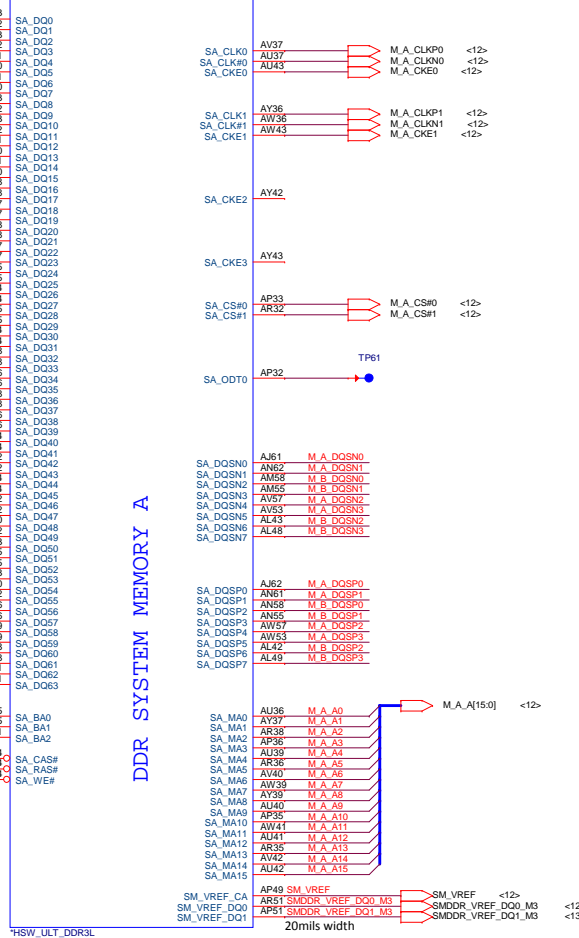 SA_DQ0
SA_DQ1
SA_DQ2
SA_DQ3
SA_DQ4
SA_DQ5
SA_DQ6
SA_DQ7
SA_DQ8
SA_DQ9
SA_DQ10
SA_DQ11
SA_DQ12
SA_DQ13
SA_DQ14
SA_DQ15
SA_DQ16
SA_DQ17
SA_DQ18
SA_DQ19
SA_DQ20
SA_DQ21
SA_DQ22
SA_DQ23
SA_DQ24
SA_DQ25
SA_DQ26
SA_DQ27
SA_DQ28
SA_DQ29
SA_DQ30
SA_DQ31
SA_DQ32
SA_DQ33
SA_DQ34
SA_DQ35
SA_DQ36
SA_DQ37
SA_DQ38
SA_DQ39
SA_DQ40
SA_DQ41
SA_DQ42
SA_DQ43
SA_DQ44
SA_DQ45
SA_DQ46
SA_DQ47
SA_DQ48
SA_DQ49
SA_DQ50
SA_DQ51
SA_DQ52
SA_DQ53
SA_DQ54
SA_DQ55
SA_DQ56
SA_DQ57
SA_DQ58
SA_DQ59
SA_DQ60
SA_DQ61
SA_DQ62
SA_DQ63
SA_BA0
SA_BA1
SA_BA2
SA_CAS#
SA_RAS#
SA_WE#
DDR SYSTEM MEMORY A
SA_CLK0 AV37 M_A_CLKP0 <12>
SA_CLK#0 AU37 M_A_CLKN0 <12>
SA_CKE0 AU43 M_A_CKE0 <12>
SA_CLK1 AY36 M_A_CLKP1 <12>
SA_CLK#1 AW36 M_A_CLKN1 <12>
SA_CKE1 AW43 M_A_CKE1 <12>
SA_CKE2 AY42
SA_CKE3 AY43
SA_CS#0 AP33 M_A_CS#0 <12>
SA_CS#1 AR32 M_A_CS#1 <12>
TP61
SA_ODT0 AP32
SA_DQSN0 AJ61 M_A_DQSN0
SA_DQSN1 AN62 M_A_DQSN1
SA_DQSN2 AM58 M_B_DQSN0
SA_DQSN3 AM55 M_B_DQSN1
SA_DQSN4 AV57 M_A_DQSN2
SA_DQSN5 AV53 M_A_DQSN3
SA_DQSN6 AL43 M_B_DQSN2
SA_DQSN7 AL48 M_B_DQSN3
SA_DQSP0 AJ62 M_A_DQSP0
SA_DQSP1 AN61 M_A_DQSP1
SA_DQSP2 AN58 M_B_DQSP0
SA_DQSP3 AN55 M_B_DQSP1
SA_DQSP4 AW57 M_A_DQSP2
SA_DQSP5 AW53 M_A_DQSP3
SA_DQSP6 AL42 M_B_DQSP2
SA_DQSP7 AL49 M_B_DQSP3
M_A_A[15:0] <12>
SA_MA0 AU36 M_A_A0
SA_MA1 AY37 M_A_A1
SA_MA2 AR38 M_A_A2
SA_MA3 AP36 M_A_A3
SA_MA4 AU39 M_A_A4
SA_MA5 AR36 M_A_A5
SA_MA6 AV40 M_A_A6
SA_MA7 AW39 M_A_A7
SA_MA8 AY39 M_A_A8
SA_MA9 AU40 M_A_A9
SA_MA10 AP35 M_A_A10
SA_MA11 AW41 M_A_A11
SA_MA12 AU41 M_A_A12
SA_MA13 AR35 M_A_A13
SA_MA14 AV42 M_A_A14
SA_MA15 AU42 M_A_A15
SM_VREF_CA AP49 SM_VREF SM_VREF <12>
SM_VREF_DQ0 AR51 SMDDR_VREF_DQ0_M3 SMDDR_VREF_DQ0_M3 <12
SM_VREF_DQ1 AP51 SMDDR_VREF_DQ1_M3 SMDDR_VREF_DQ1_M3 <13
20mils width
*HSW_ULT_DDR3L